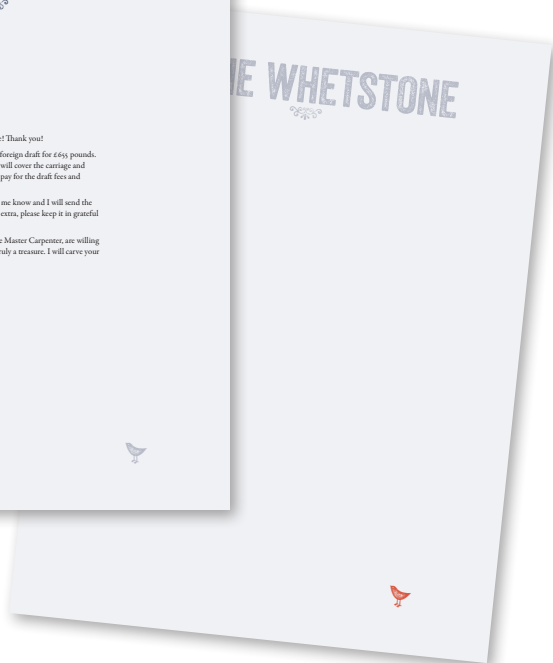 HE WHETSTONE
e! Thank you!
foreign draft for £655 pounds.
will cover the carriage and
pay for the draft fees and
me know and I will send the
extra, please keep it in grateful
e Master Carpenter, are willing
ruly a treasure. I will carve your